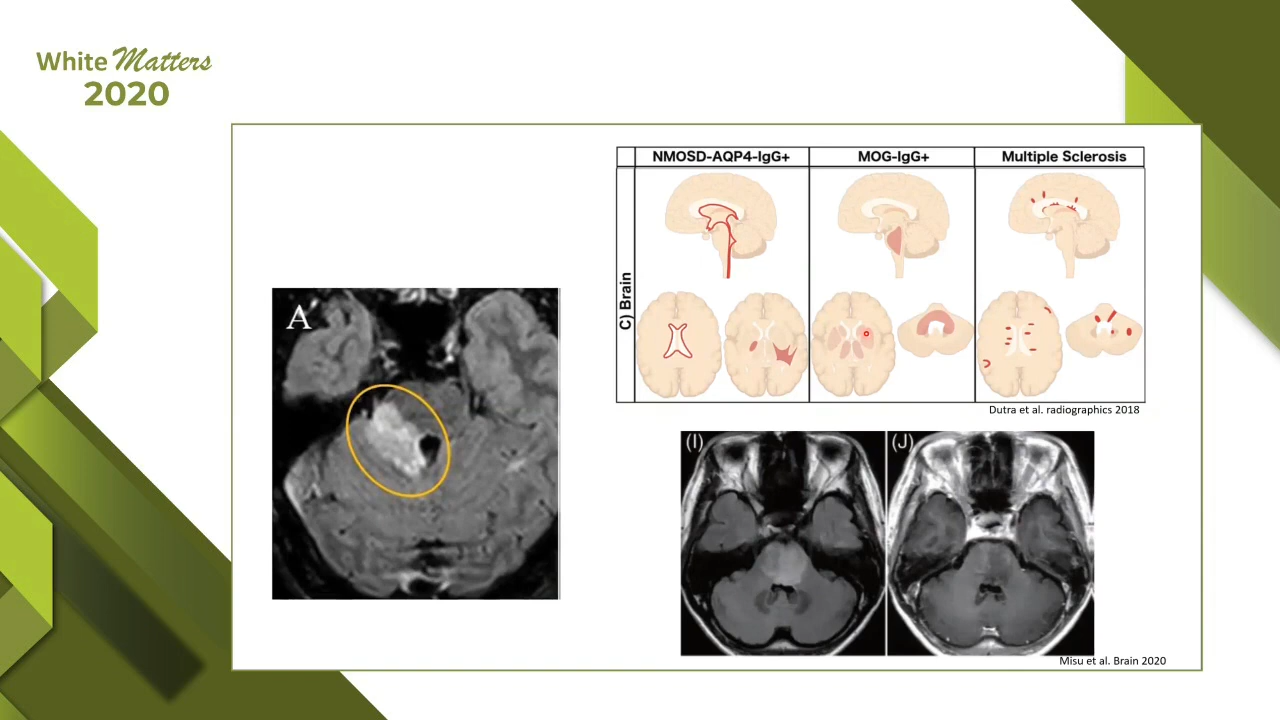 White Matters
2020
NMOSD-AQP4-IgG+
MOG-IgG+
Multiple Sclerosis
C) Brain
Dutra et al. radiographics 2018
A
(I)
(J)
Misu et al. Brain 2020